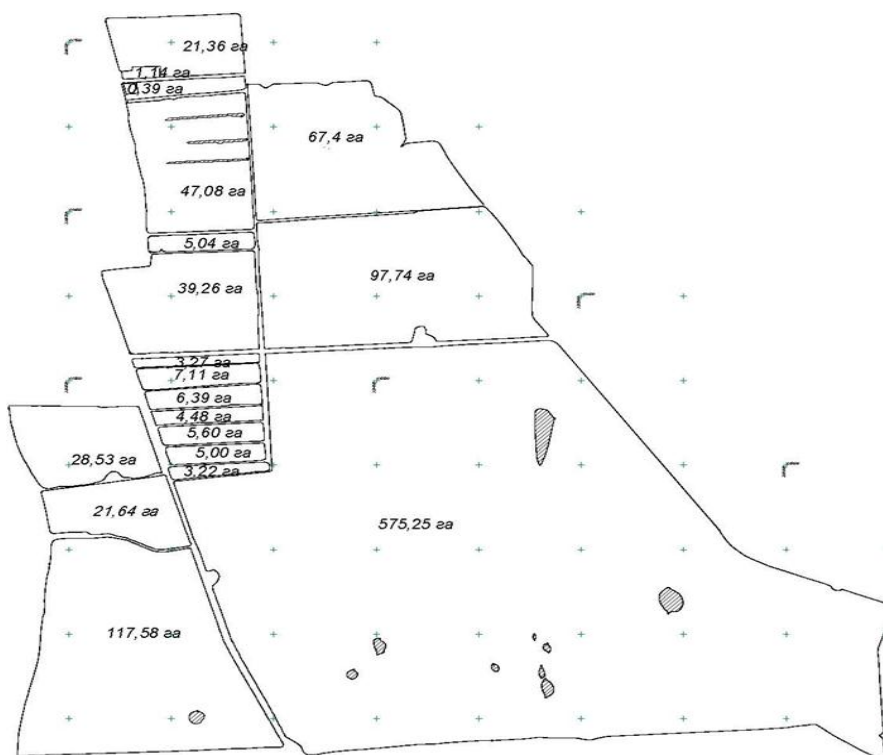 21,36 га
1,14 га
0,39 га
67,4 га
47,08 га
5,04 га
39,26 га
97,74 га
3,27 га
7,11 га
6,39 га
4,48 га
5,60 га
5,00 га
3,22 га
28,53 га
21,64 га
575,25 га
117,58 га